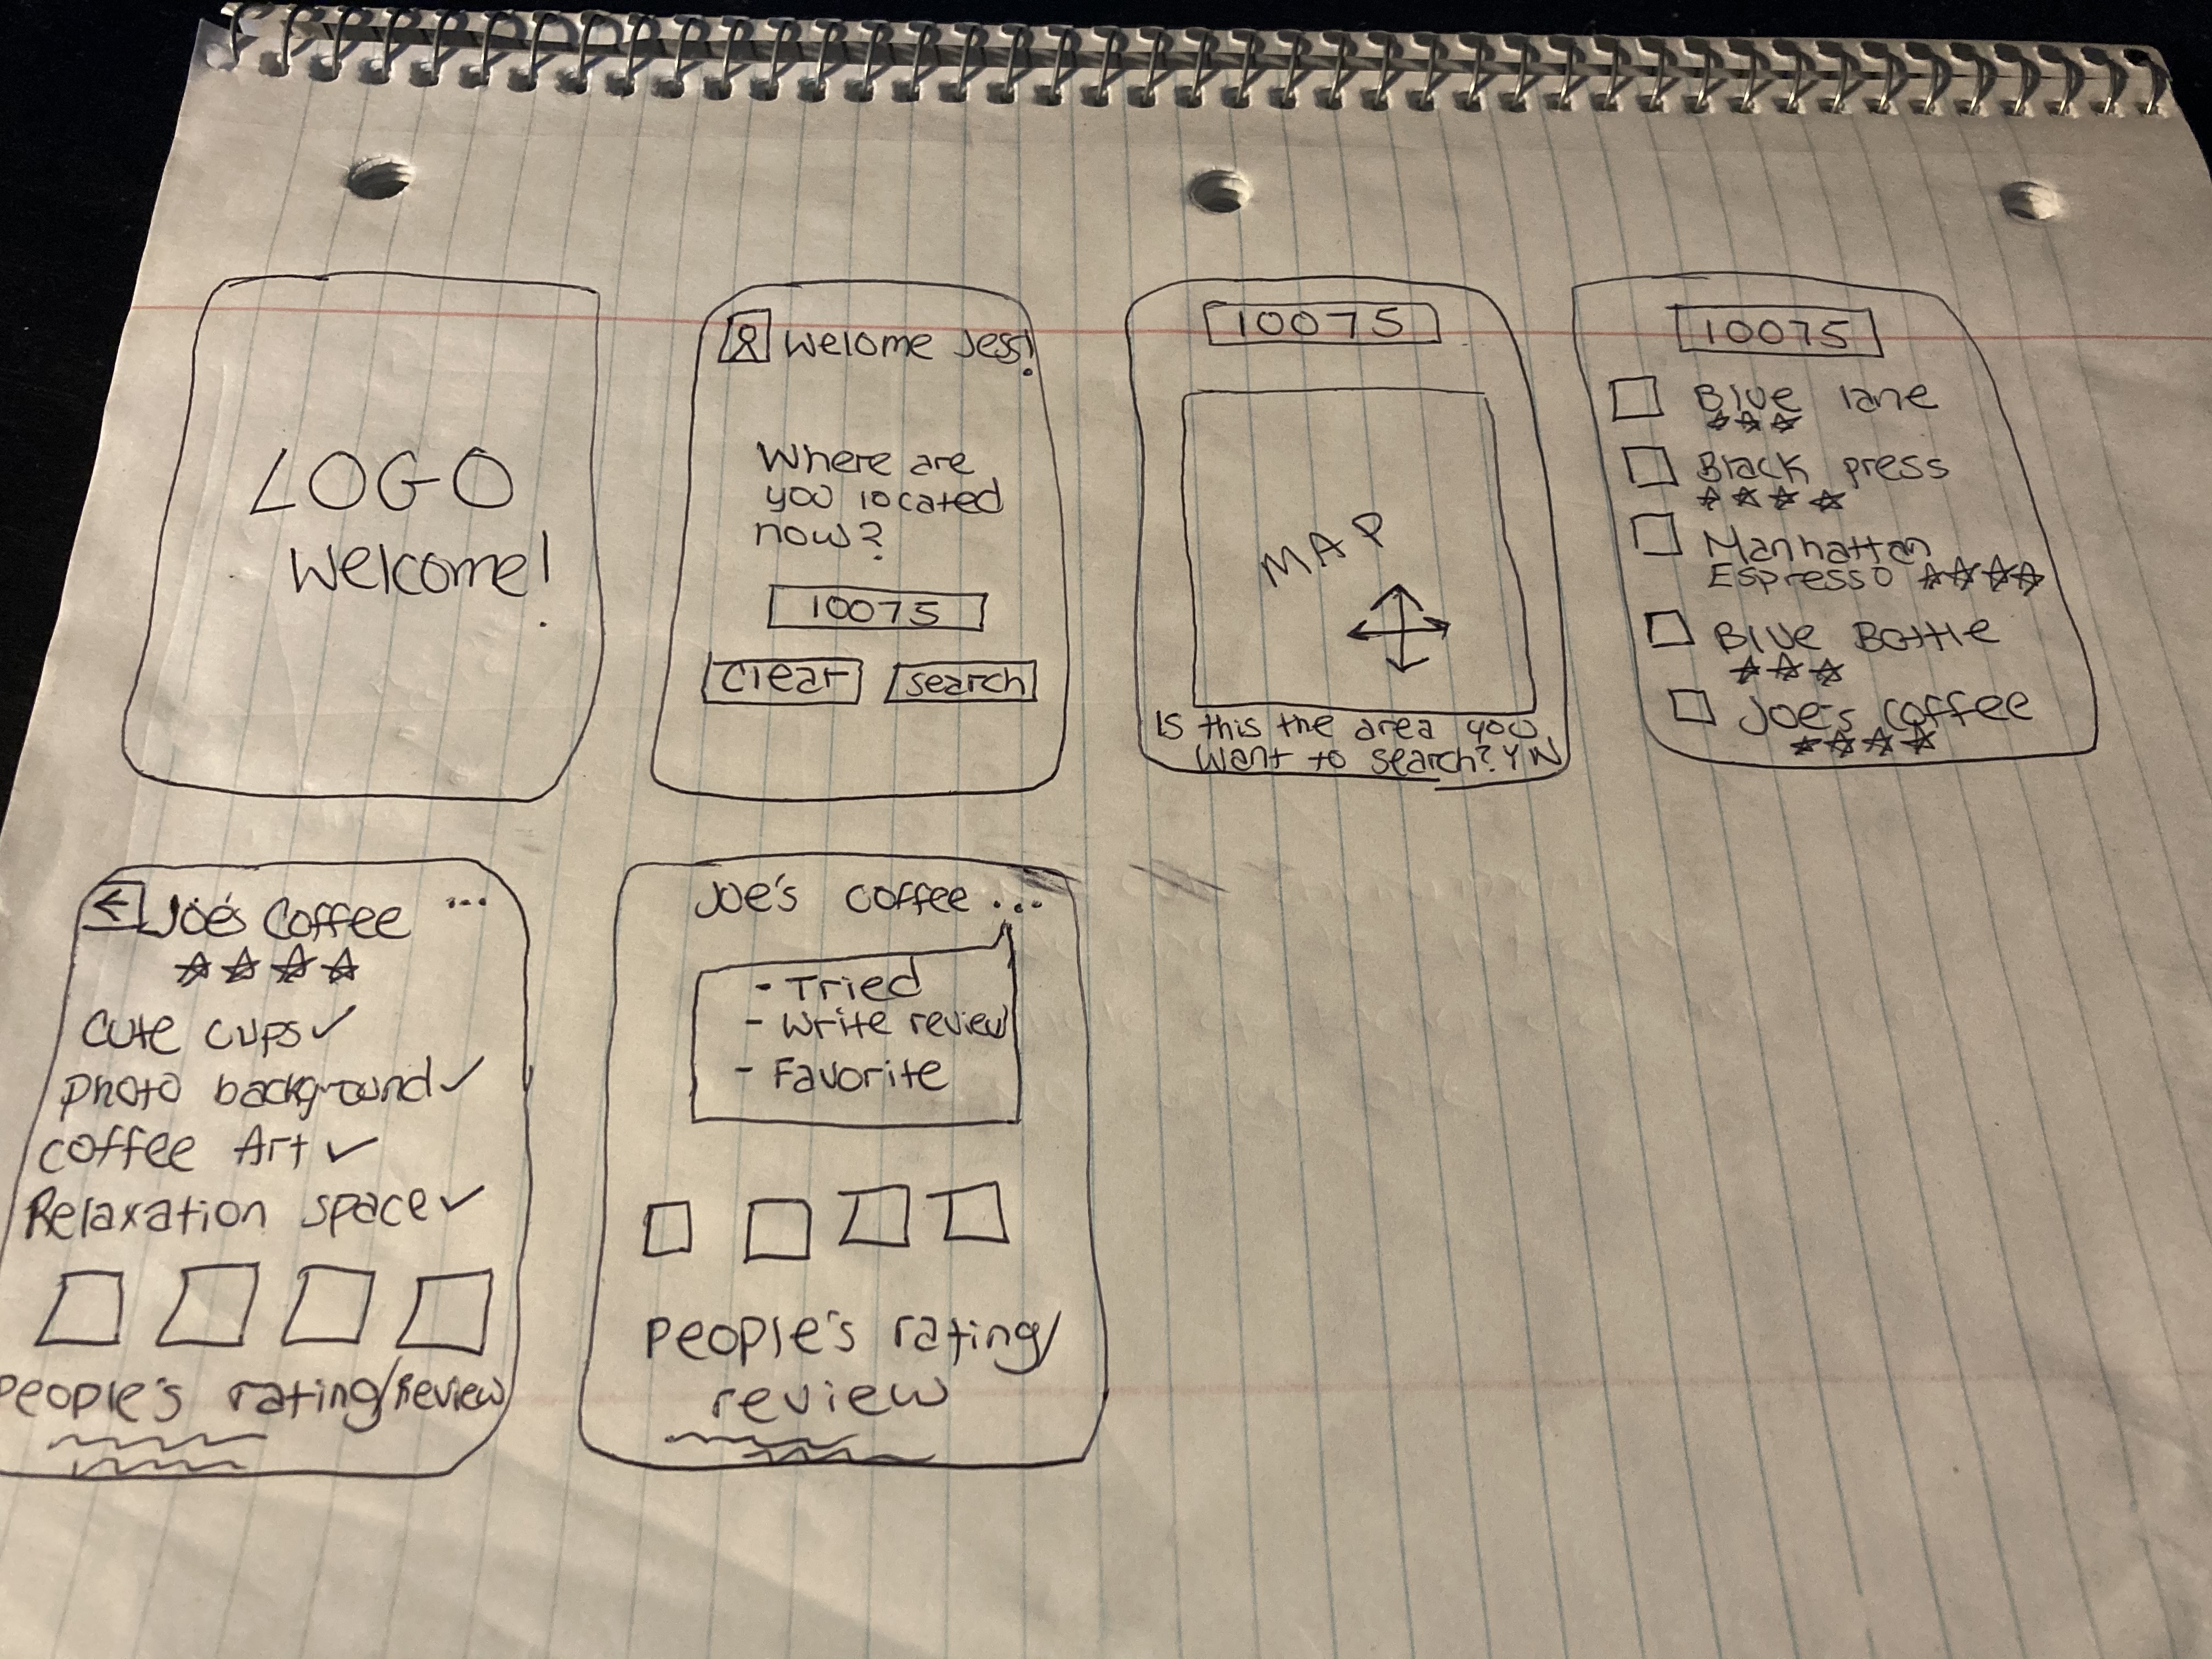 LOGO
Welcome!
Welome Jess!
Where are
you located
now?
10075
Clear
Search
10075
MAP
Is this the area you
want to search? Y N
10075
Blue lane
Black press
Manhattan
Espresso
Blue Bottle
Joe's Coffee
Joe's Coffee ...
Cute cups ✓
photo background ✓
coffee Art ✓
Relaxation space ✓
People's rating/Review
Joe's Coffee ...
- Tried
- Write review
- Favorite
People's rating/
review